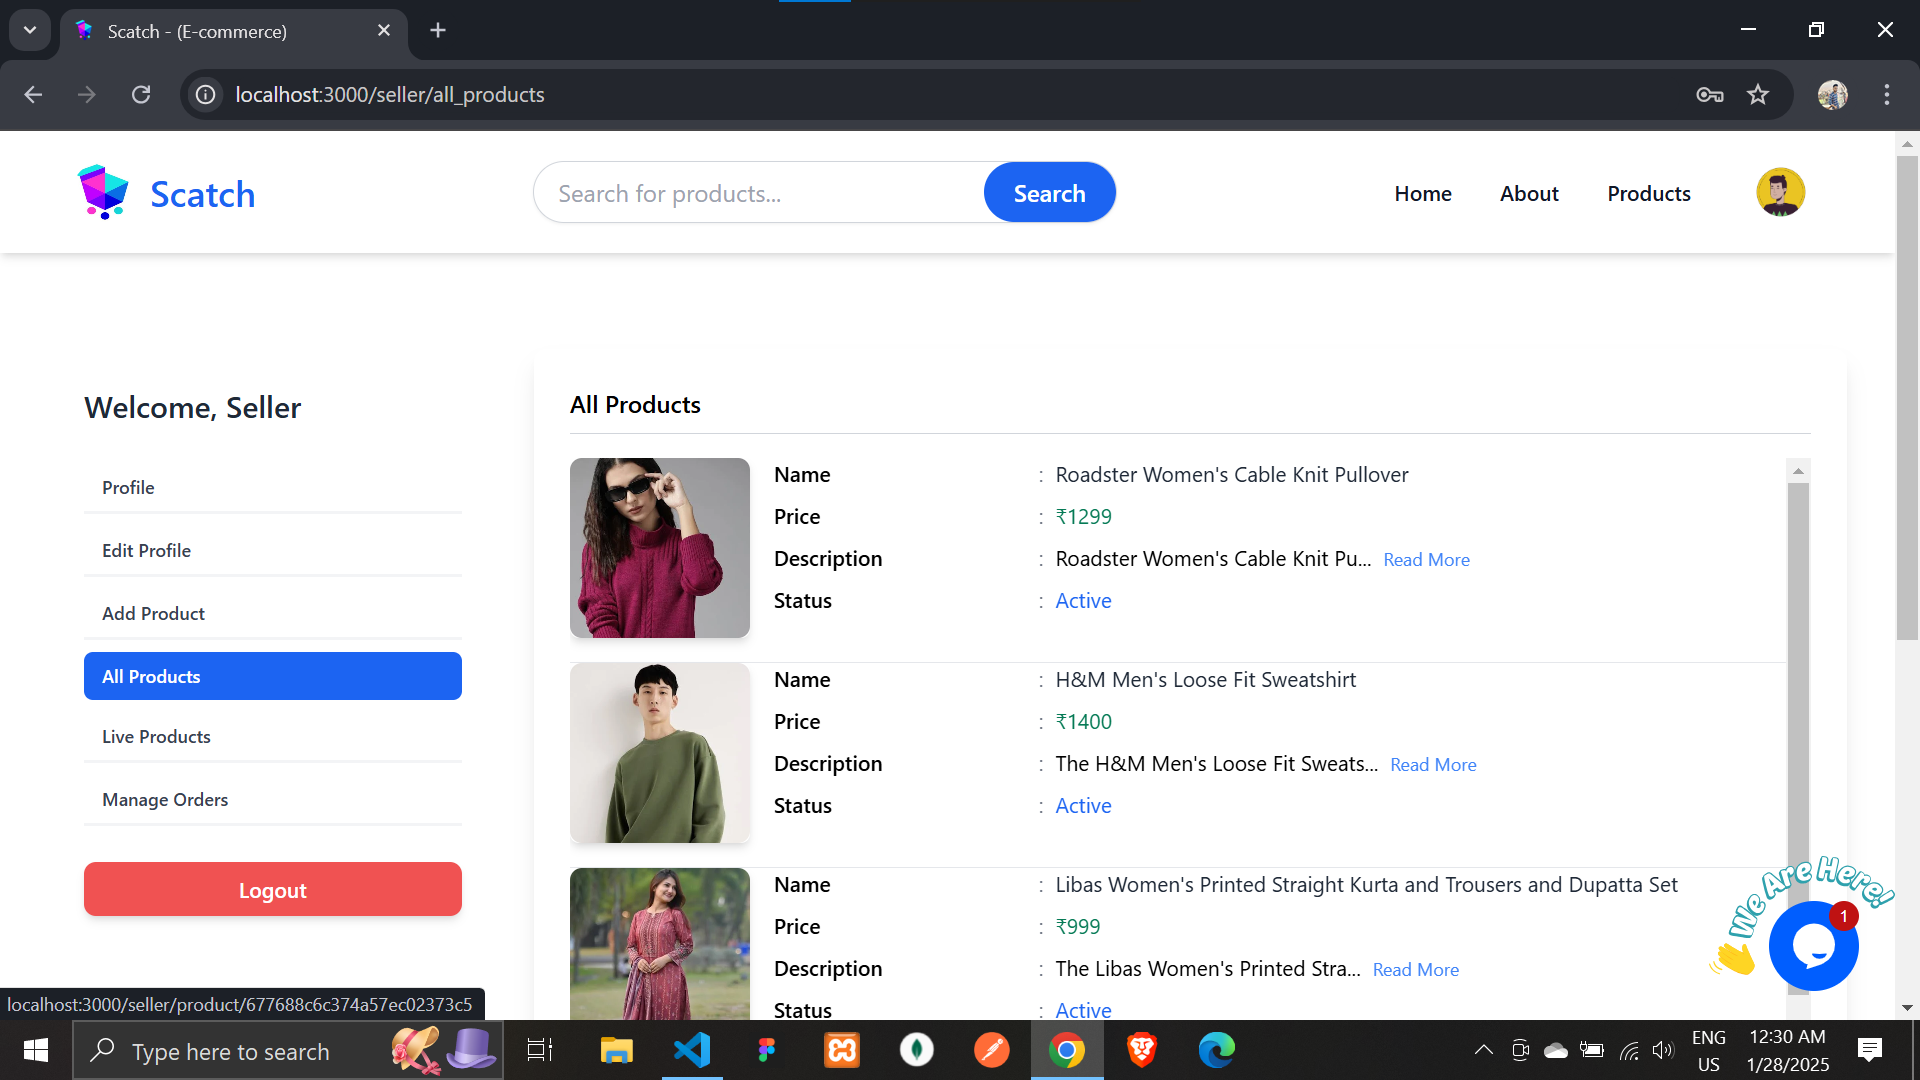 Scatch - (E-commerce)
localhost:3000/seller/all_products
Scatch
Search for products...
Search
Home
About
Products
Welcome, Seller
Profile
Edit Profile
Add Product
All Products
Live Products
Manage Orders
Logout
All Products
Name : Roadster Women's Cable Knit Pullover
Price : ₹1299
Description : Roadster Women's Cable Knit Pu... Read More
Status : Active
Name : H&M Men's Loose Fit Sweatshirt
Price : ₹1400
Description : The H&M Men's Loose Fit Sweats... Read More
Status : Active
Name : Libas Women's Printed Straight Kurta and Trousers and Dupatta Set
Price : ₹999
Description : The Libas Women's Printed Stra... Read More
Status : Active
We Are Here!
1
localhost:3000/seller/product/677688c6c374a57ec02373c5
Type here to search
ENG
US
12:30 AM
1/28/2025